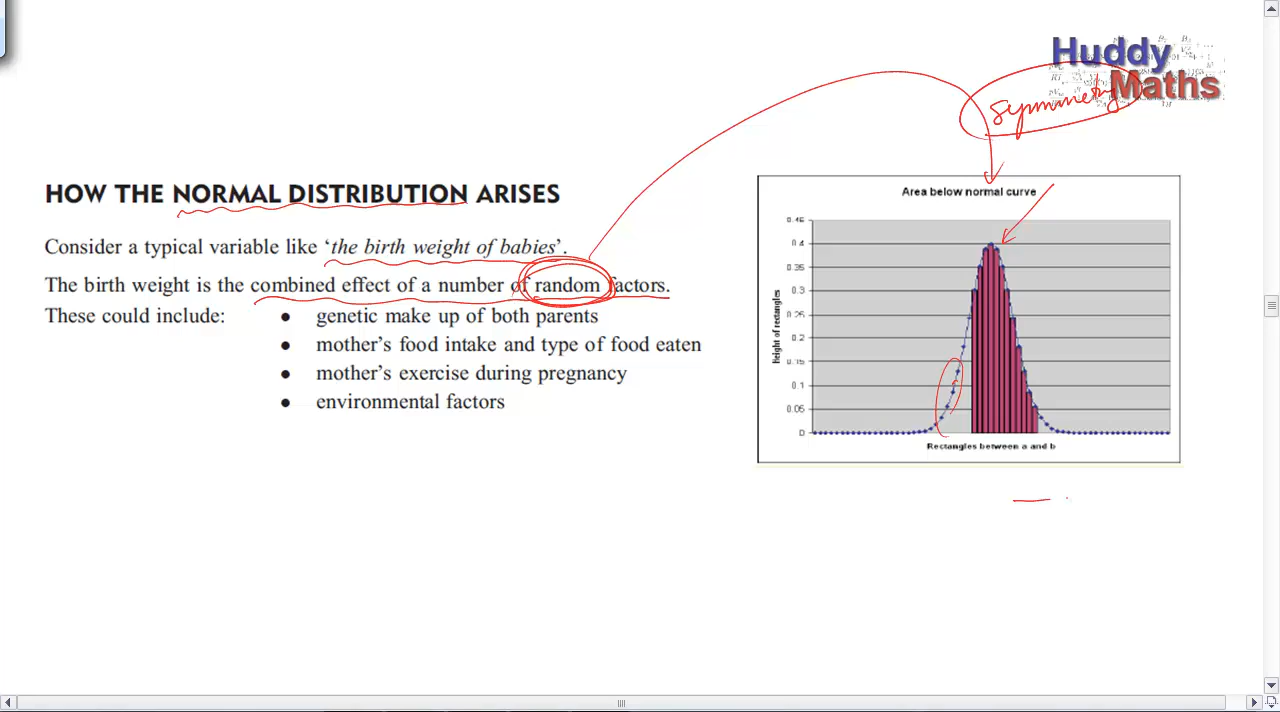 Huddy
Maths
symmetry
HOW THE NORMAL DISTRIBUTION ARISES
Consider a typical variable like ‘the birth weight of babies’.
The birth weight is the combined effect of a number of random factors.
These could include:
● genetic make up of both parents
● mother’s food intake and type of food eaten
● mother’s exercise during pregnancy
● environmental factors
Area below normal curve
Height of rectangles
0.45
0.4
0.35
0.3
0.25
0.2
0.15
0.1
0.05
0
Rectangles between a and b